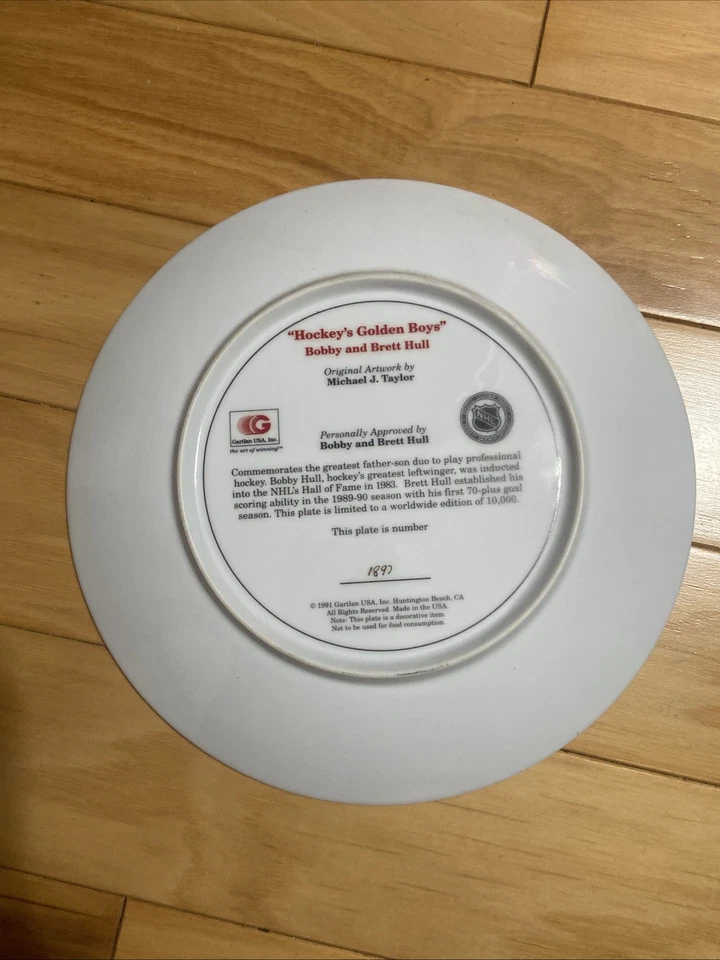 "Hockey's Golden Boys"
Bobby and Brett Hull
Original Artwork by
Michael J. Taylor
G
Gartlan USA, Inc.
the art of winning™
NHL
Personally Approved by
Bobby and Brett Hull
Commemorates the greatest father-son duo to play professional
hockey. Bobby Hull, hockey's greatest leftwinger, was inducted
into the NHL's Hall of Fame in 1983. Brett Hull established his
scoring ability in the 1989-90 season with his first 70-plus goal
season. This plate is limited to a worldwide edition of 10,000.
This plate is number
1897
© 1991 Gartlan USA, Inc. Huntington Beach, CA
All Rights Reserved. Made in the USA.
Note: This plate is a decorative item.
Not to be used for food consumption.